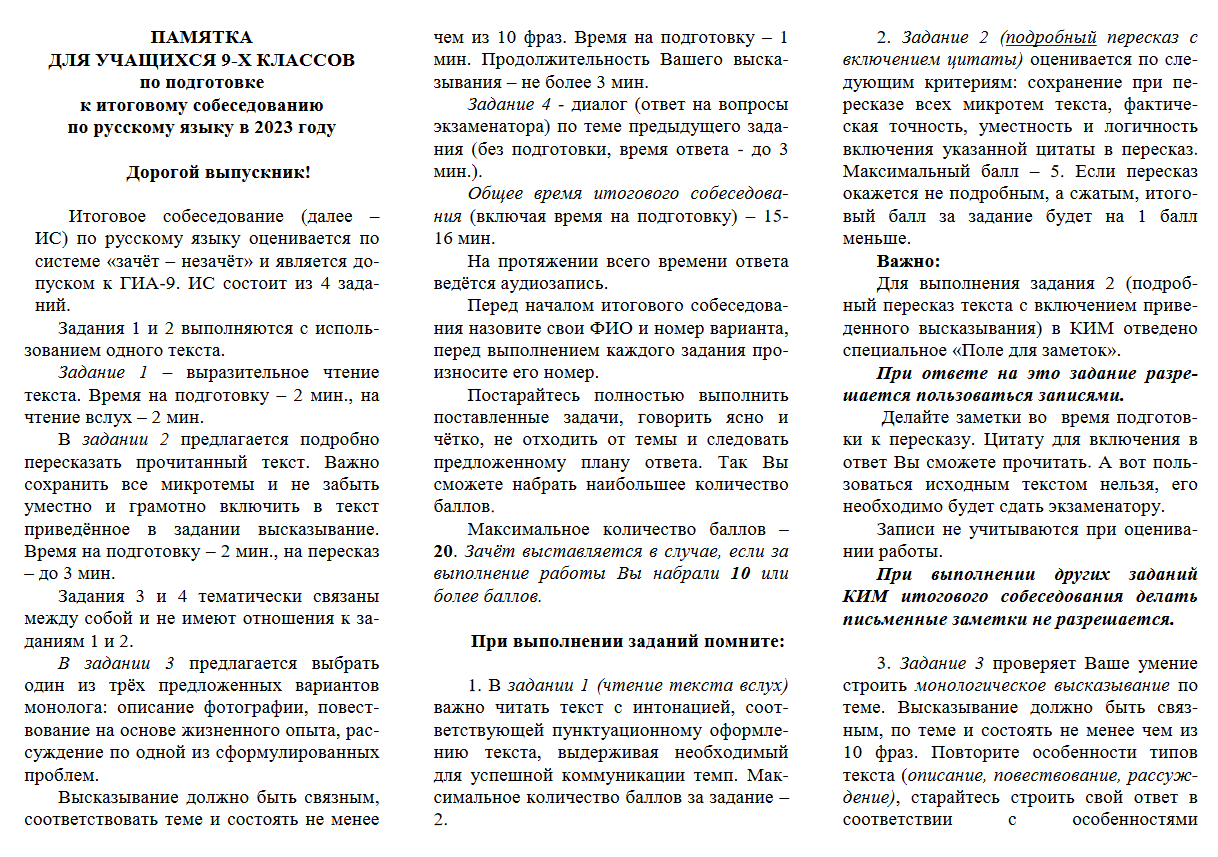 ПАМЯТКА
ДЛЯ УЧАЩИХСЯ 9-Х КЛАССОВ
по подготовке
к итоговому собеседованию
по русскому языку в 2023 году
Дорогой выпускник!
Итоговое собеседование (далее –
ИС) по русскому языку оценивается по
системе «зачёт – незачёт» и является до-
пуском к ГИА-9. ИС состоит из 4 зада-
ний.
Задания 1 и 2 выполняются с исполь-
зованием одного текста.
Задание 1 – выразительное чтение
текста. Время на подготовку – 2 мин., на
чтение вслух – 2 мин.
В задании 2 предлагается подробно
пересказать прочитанный текст. Важно
сохранить все микротемы и не забыть
уместно и грамотно включить в текст
приведённое в задании высказывание.
Время на подготовку – 2 мин., на пересказ
– до 3 мин.
Задания 3 и 4 тематически связаны
между собой и не имеют отношения к за-
даниям 1 и 2.
В задании 3 предлагается выбрать
один из трёх предложенных вариантов
монолога: описание фотографии, повест-
вование на основе жизненного опыта, рас-
суждение по одной из сформулированных
проблем.
Высказывание должно быть связным,
соответствовать теме и состоять не менее
чем из 10 фраз. Время на подготовку – 1
мин. Продолжительность Вашего выска-
зывания – не более 3 мин.
Задание 4 - диалог (ответ на вопросы
экзаменатора) по теме предыдущего зада-
ния (без подготовки, время ответа - до 3
мин.).
Общее время итогового собеседова-
ния (включая время на подготовку) – 15-
16 мин.
На протяжении всего времени ответа
ведётся аудиозапись.
Перед началом итогового собеседова-
ния назовите свои ФИО и номер варианта,
перед выполнением каждого задания про-
износите его номер.
Постарайтесь полностью выполнить
поставленные задачи, говорить ясно и
чётко, не отходить от темы и следовать
предложенному плану ответа. Так Вы
сможете набрать наибольшее количество
баллов.
Максимальное количество баллов –
20. Зачёт выставляется в случае, если за
выполнение работы Вы набрали 10 или
более баллов.
При выполнении заданий помните:
1. В задании 1 (чтение текста вслух)
важно читать текст с интонацией, соот-
ветствующей пунктуационному оформле-
нию текста, выдерживая необходимый
для успешной коммуникации темп. Мак-
симальное количество баллов за задание –
2.
2. Задание 2 (подробный пересказ с
включением цитаты) оценивается по сле-
дующим критериям: сохранение при пе-
ресказе всех микротем текста, фактиче-
ская точность, уместность и логичность
включения указанной цитаты в пересказ.
Максимальный балл – 5. Если пересказ
окажется не подробным, а сжатым, итого-
вый балл за задание будет на 1 балл
меньше.
Важно:
Для выполнения задания 2 (подроб-
ный пересказ текста с включением приве-
денного высказывания) в КИМ отведено
специальное «Поле для заметок».
При ответе на это задание разре-
шается пользоваться записями.
Делайте заметки во время подготов-
ки к пересказу. Цитату для включения в
ответ Вы сможете прочитать. А вот поль-
зоваться исходным текстом нельзя, его
необходимо будет сдать экзаменатору.
Записи не учитываются при оценива-
нии работы.
При выполнении других заданий
КИМ итогового собеседования делать
письменные заметки не разрешается.
3. Задание 3 проверяет Ваше умение
строить монологическое высказывание по
теме. Высказывание должно быть связ-
ным, по теме и состоять не менее чем из
10 фраз. Повторите особенности типов
текста (описание, повествование, рассуж-
дение), старайтесь строить свой ответ в
соответствии с особенностями